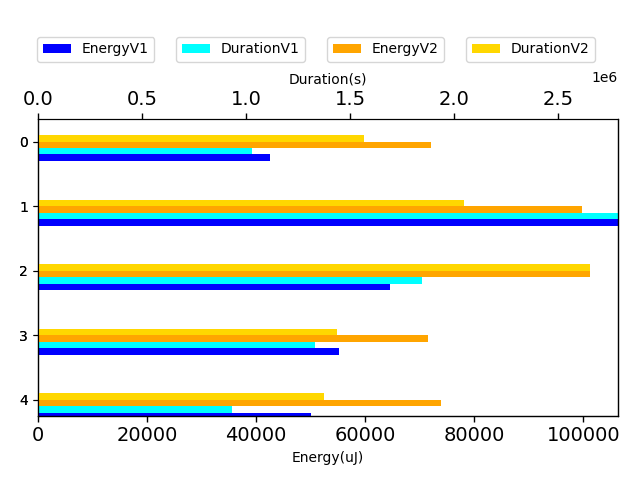 EnergyV1 DurationV1 EnergyV2 DurationV2
Duration(s) 1e6
0.0 0.5 1.0 1.5 2.0 2.5
0
1
2
3
4
0 20000 40000 60000 80000 100000
Energy(uJ)